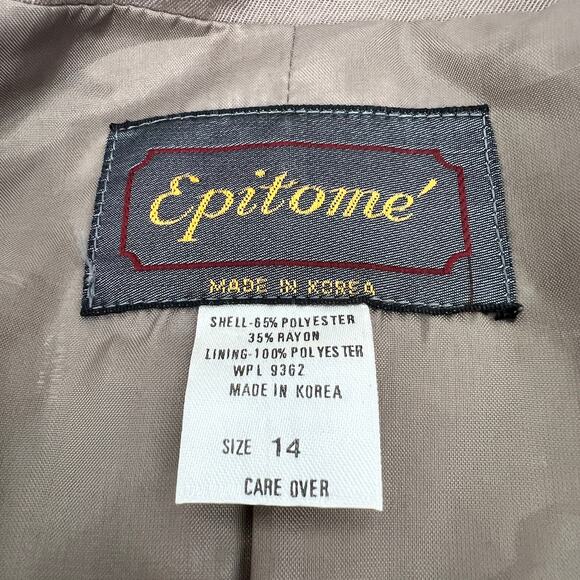 Epitomé
MADE IN KOREA
SHELL-65% POLYESTER
35% RAYON
LINING-100% POLYESTER
WPL 9362
MADE IN KOREA
SIZE 14
CARE OVER